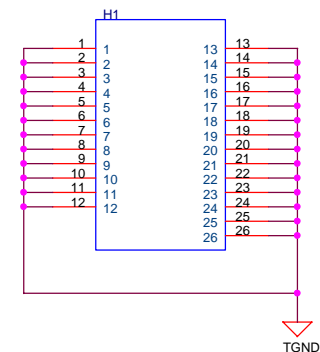 H1
1 1 13 13
2 2 14 14
3 3 15 15
4 4 16 16
5 5 17 17
6 6 18 18
7 7 19 19
8 8 20 20
9 9 21 21
10 10 22 22
11 11 23 23
12 12 24 24
25 25
26 26
TGND